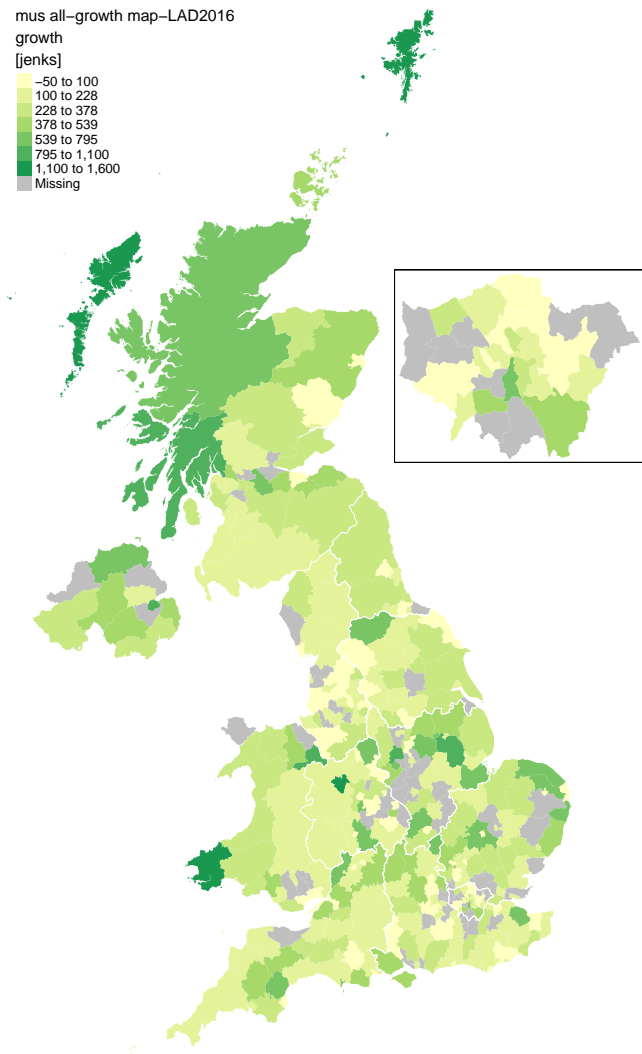 mus all-growth map−LAD2016
growth
[jenks]
−50 to 100
100 to 228
228 to 378
378 to 539
539 to 795
795 to 1,100
1,100 to 1,600
Missing